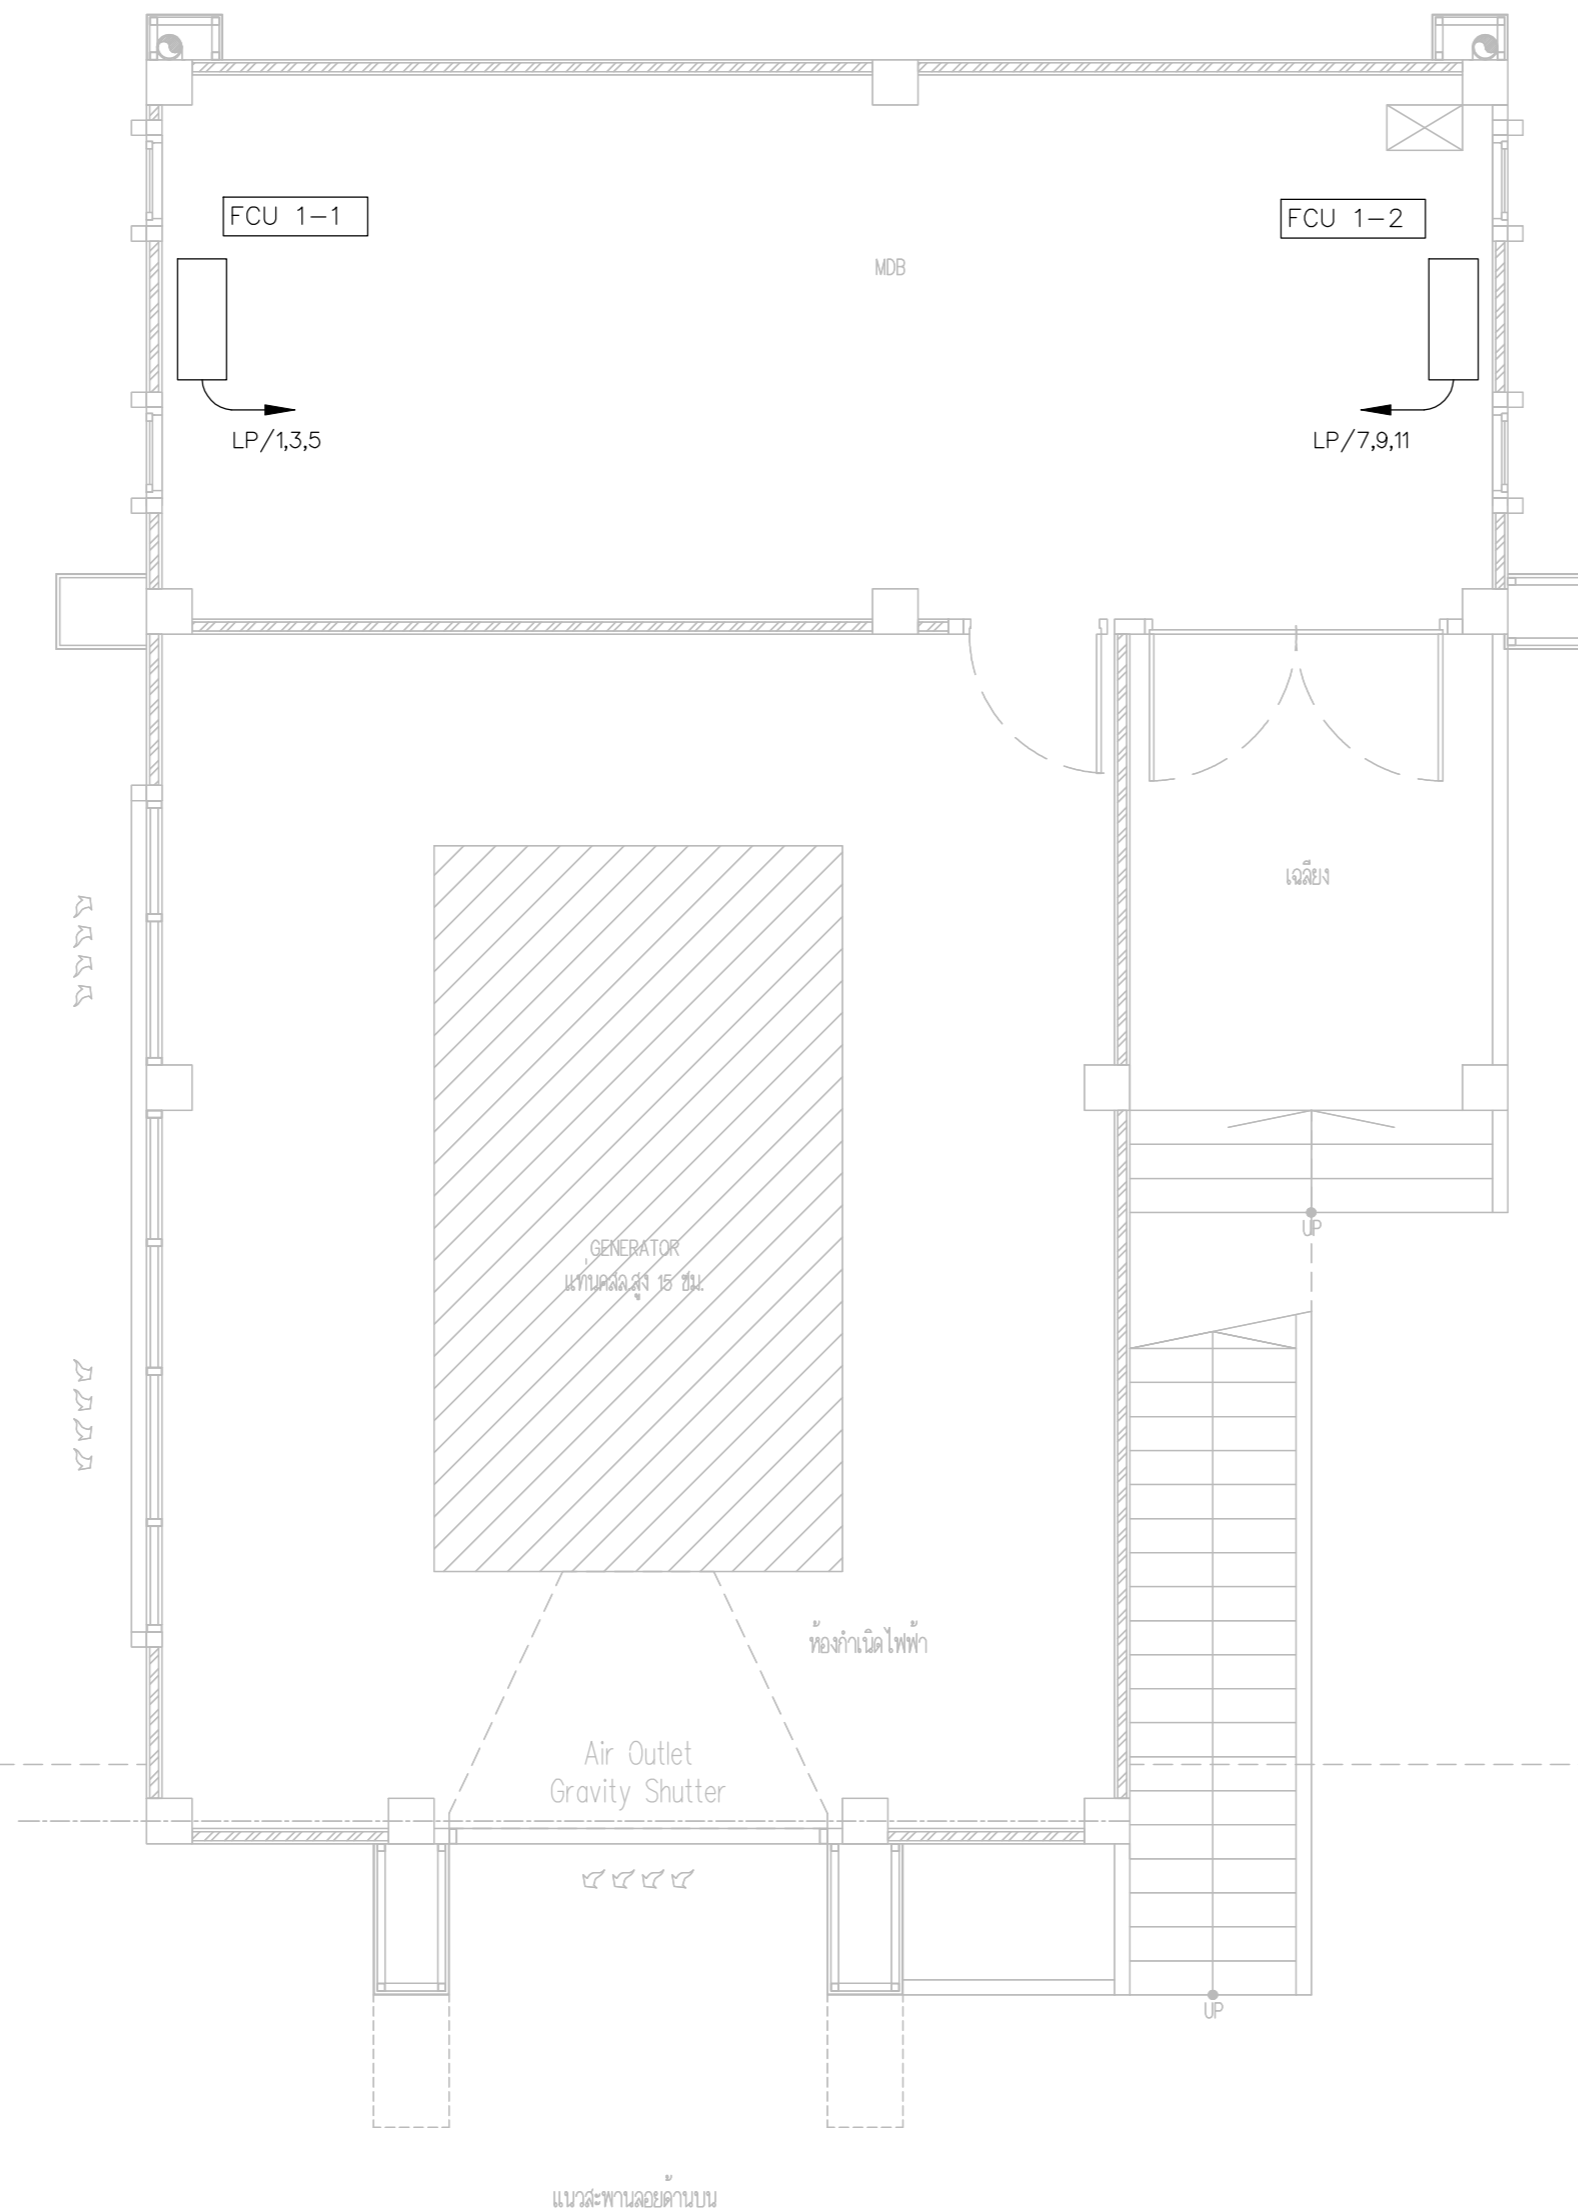 FCU 1-1
FCU 1-2
MDB
LP/1,3,5
LP/7,9,11
เฉลียง
UP
GENERATOR
แท่นคสล.สูง 15 ซม.
ห้องกำเนิดไฟฟ้า
Air Outlet
Gravity Shutter
UP
แนวสะพานลอยด้านบน